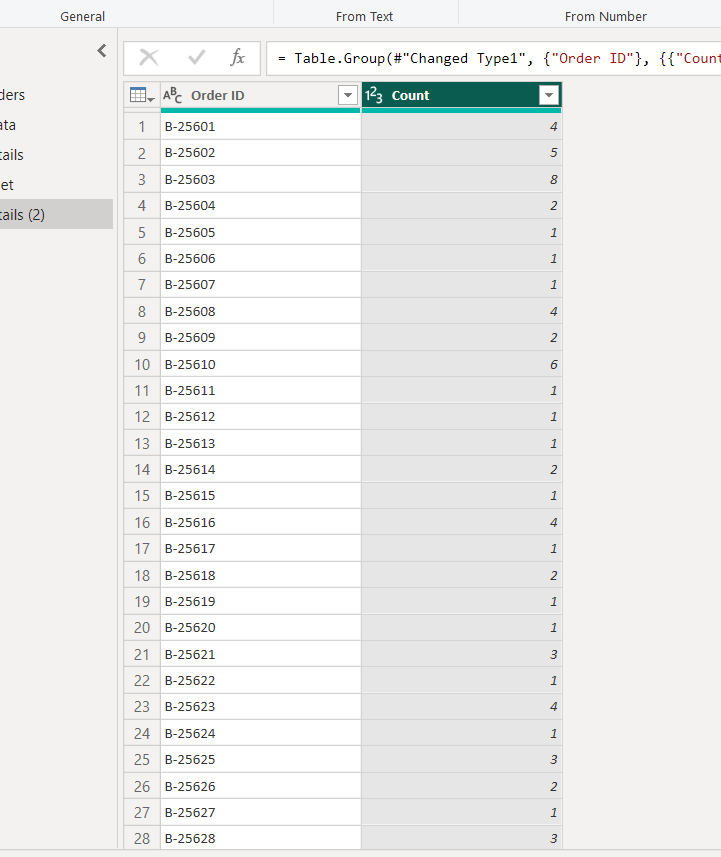 General From Text From Number
fx = Table.Group(#"Changed Type1", {"Order ID"}, {{"Count
ders
ata
tails
et
tails (2)
ABC Order ID 123 Count
1 B-25601 4
2 B-25602 5
3 B-25603 8
4 B-25604 2
5 B-25605 1
6 B-25606 1
7 B-25607 1
8 B-25608 4
9 B-25609 2
10 B-25610 6
11 B-25611 1
12 B-25612 1
13 B-25613 1
14 B-25614 2
15 B-25615 1
16 B-25616 4
17 B-25617 1
18 B-25618 2
19 B-25619 1
20 B-25620 1
21 B-25621 3
22 B-25622 1
23 B-25623 4
24 B-25624 1
25 B-25625 3
26 B-25626 2
27 B-25627 1
28 B-25628 3